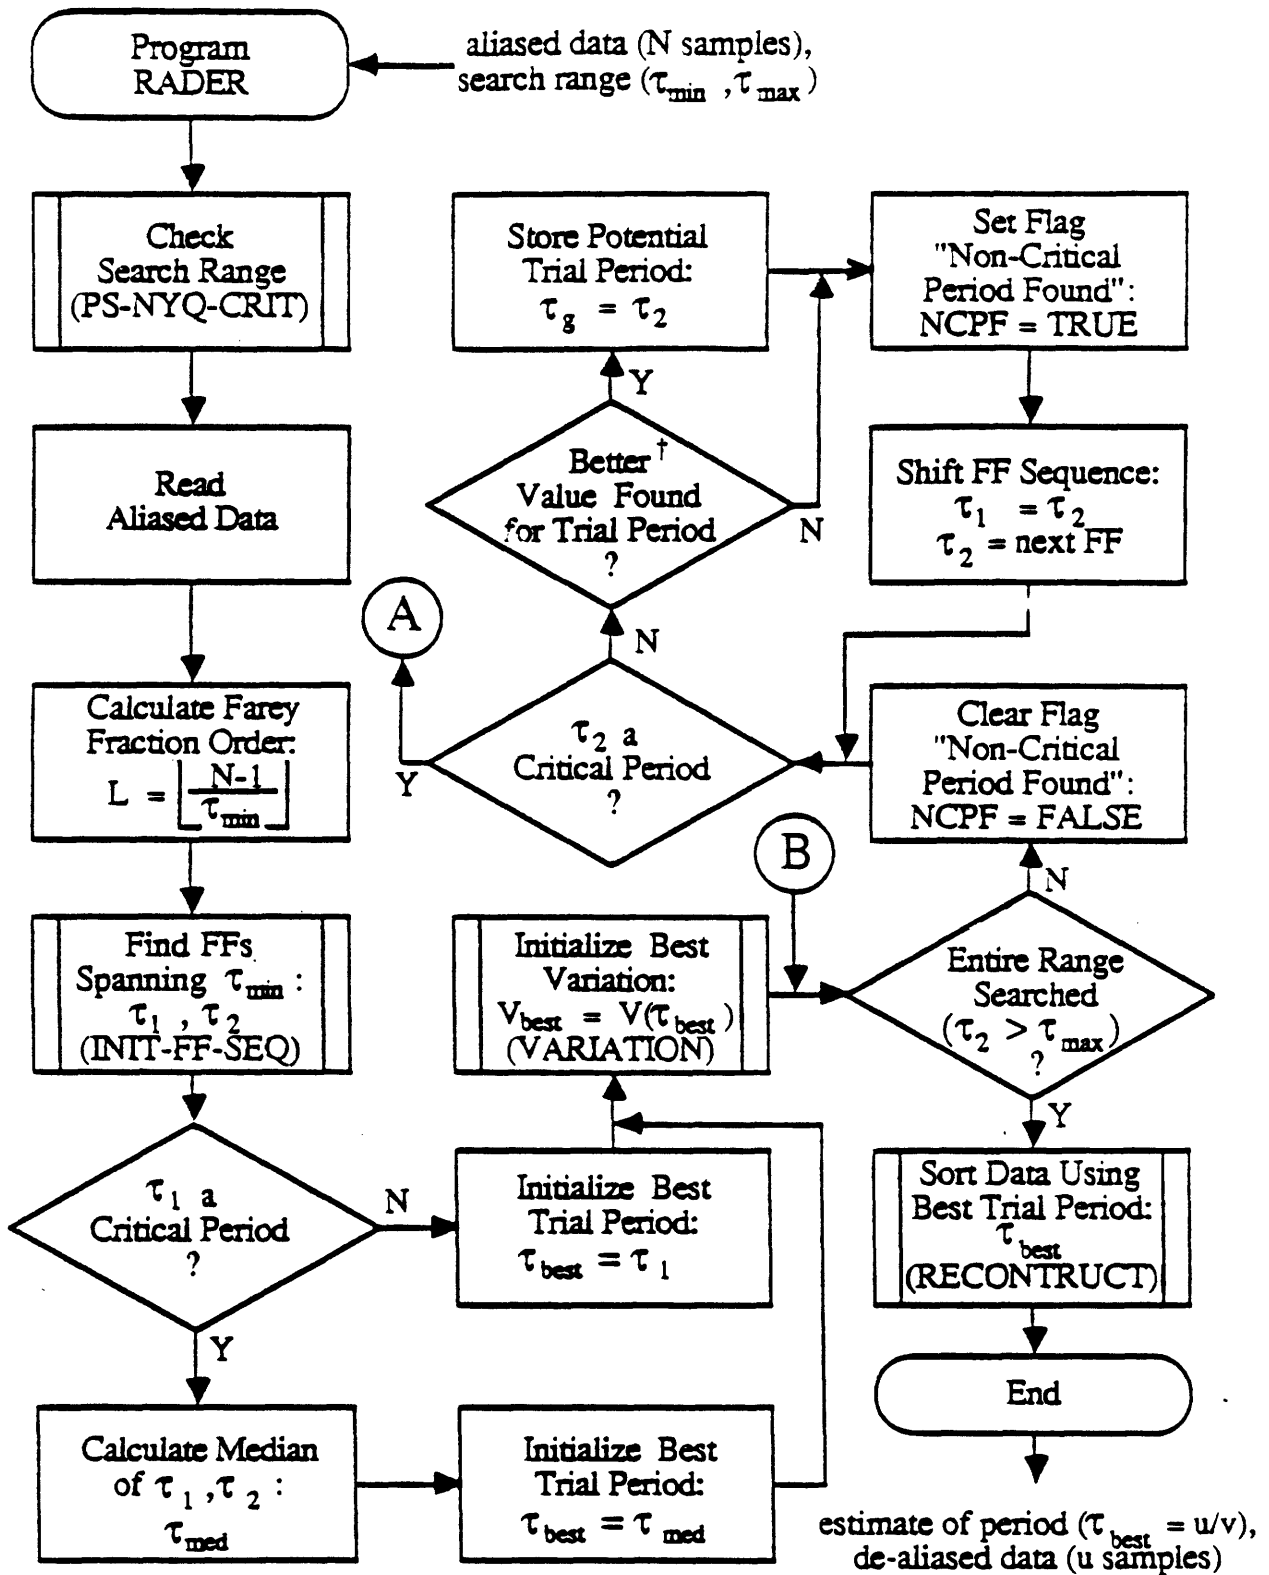 Program
RADER
aliased data (N samples),
search range (τmin ,τmax)
Check
Search Range
(PS-NYQ-CRIT)
Read
Aliased Data
Calculate Farey
Fraction Order:
L = ⌊N-1/τmin⌋
Find FFs
Spanning τmin :
τ1 , τ2
(INIT-FF-SEQ)
τ1 a
Critical Period
?
N
Y
Calculate Median
of τ1 ,τ2 :
τmed
Store Potential
Trial Period:
τg = τ2
Y
Better†
Value Found
for Trial Period
?
N
A
N
τ2 a
Critical Period
?
Y
B
Initialize Best
Variation:
Vbest = V(τbest)
(VARIATION)
Initialize Best
Trial Period:
τbest = τ1
Initialize Best
Trial Period:
τbest = τmed
Set Flag
"Non-Critical
Period Found":
NCPF = TRUE
Shift FF Sequence:
τ1 = τ2
τ2 = next FF
Clear Flag
"Non-Critical
Period Found":
NCPF = FALSE
N
Entire Range
Searched
(τ2 > τmax)
?
Y
Sort Data Using
Best Trial Period:
τbest
(RECONTRUCT)
End
estimate of period (τbest = u/v),
de-aliased data (u samples)